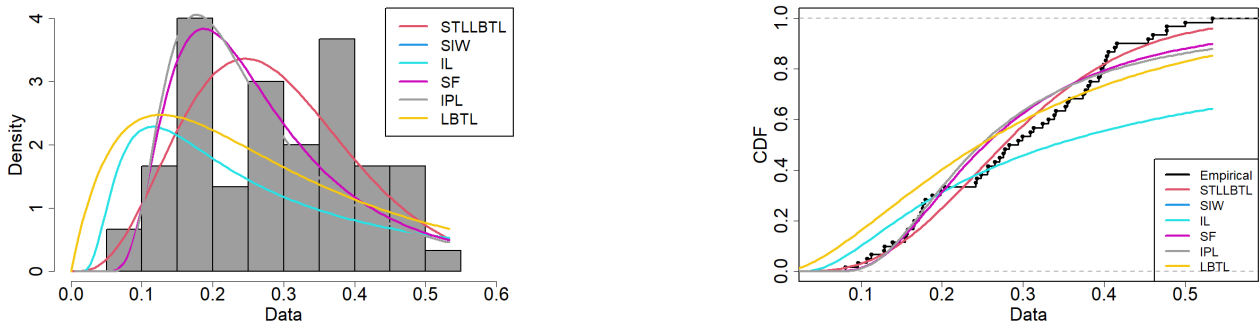 STLLBTL
SIW
IL
SF
IPL
LBTL
Density
4
3
2
1
0
0.0 0.1 0.2 0.3 0.4 0.5 0.6
Data
CDF
1.0
0.8
0.6
0.4
0.2
0.0
Empirical
STLLBTL
SIW
IL
SF
IPL
LBTL
0.1 0.2 0.3 0.4 0.5
Data